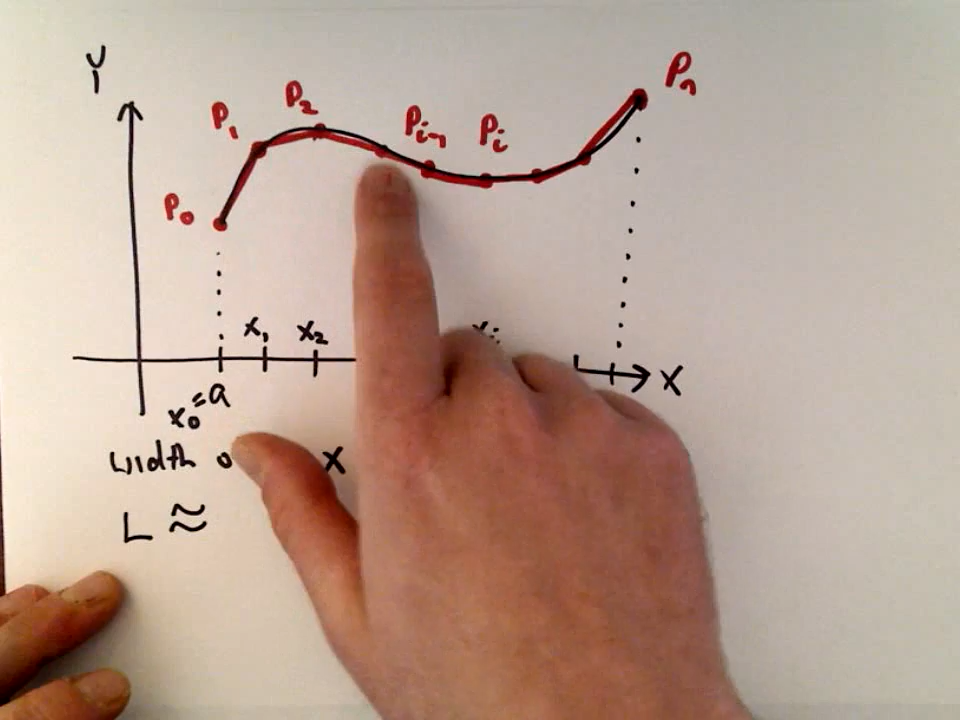 Y
Pₙ
P₂
P₁
Pᵢ₋₁ Pᵢ
P₀
x₁ x₂ xᵢ
X
x₀=a
width X
L ≈